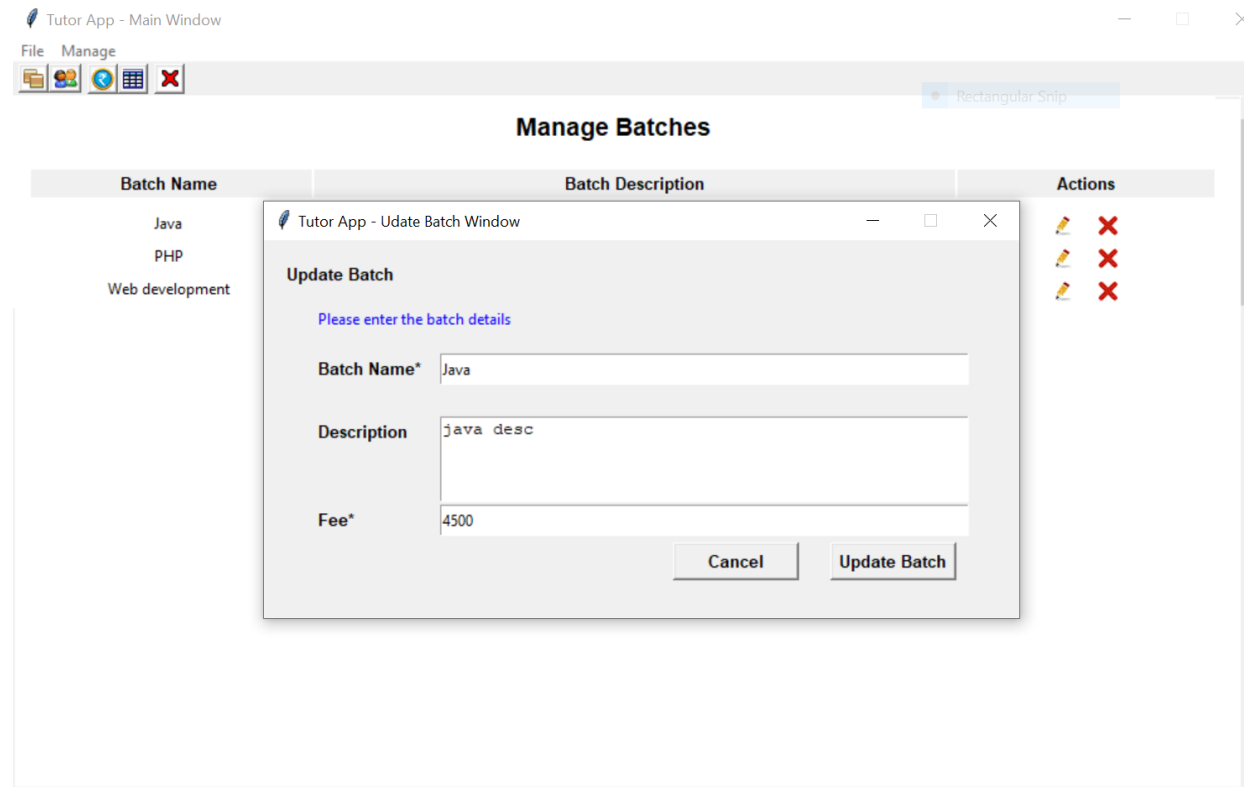 Tutor App - Main Window
File Manage
Rectangular Snip
Manage Batches
Batch Name Batch Description Actions
Java
PHP
Web development
Tutor App - Udate Batch Window
Update Batch
Please enter the batch details
Batch Name* Java
Description java desc
Fee* 4500
Cancel Update Batch